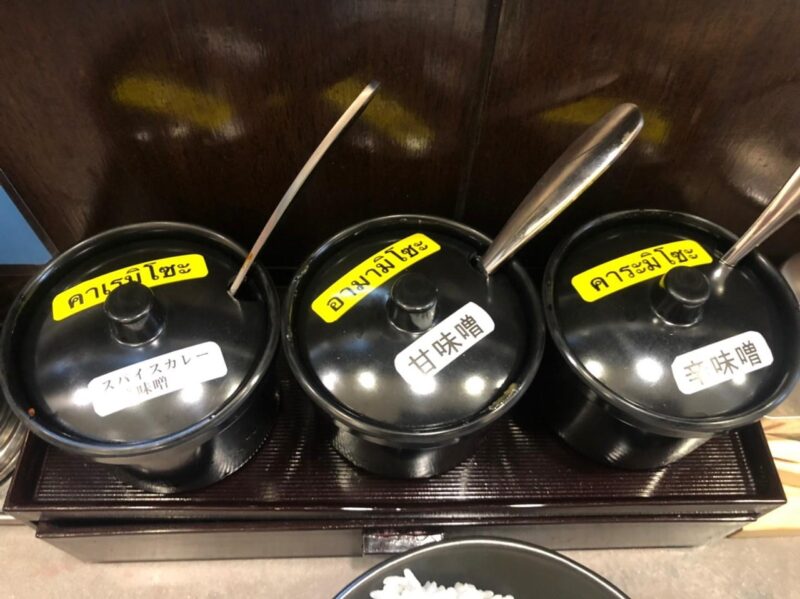 คาเรมิโซะ
スパイスカレー
味噌
อามามิโซะ
甘味噌
คาระมิโซะ
辛味噌